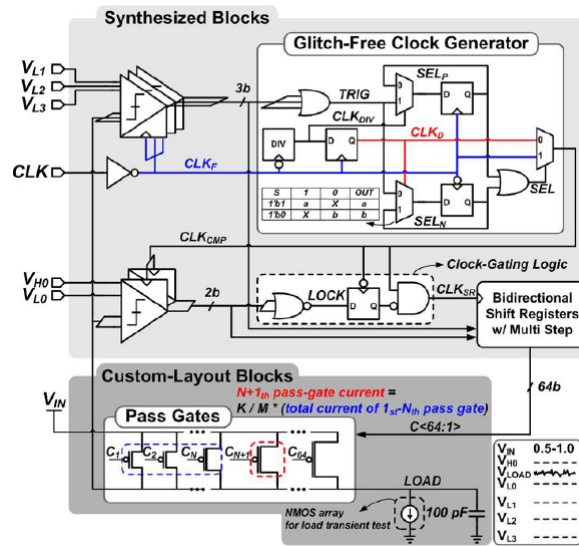 Synthesized Blocks
Glitch-Free Clock Generator
VL1
VL2
VL3
3b
TRIG
SELP
0
1
D Q
CLKDIV
CLKD
DIV
D Q
CLK
CLKF
0
1
SEL
S 1 0 OUT
1'b1 a X a
1'b0 X b b
1
0
D Q
SELN
CLKCMP
Clock-Gating Logic
VH0
VL0
2b
LOCK
D Q
CLKSR
Bidirectional
Shift Registers
w/ Multi Step
64b
Custom-Layout Blocks
VIN
N+1th pass-gate current =
K / M * (total current of 1st-Nth pass gate)
Pass Gates
C<64:1>
C1
C2
CN
CN+1
C64
LOAD
NMOS array
for load transient test
100 pF
VIN 0.5-1.0
VH0
VLOAD
VL0
VL1
VL2
VL3